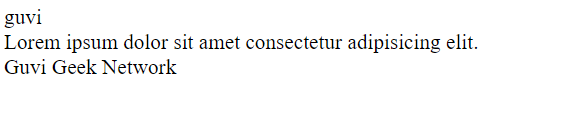 guvi
Lorem ipsum dolor sit amet consectetur adipisicing elit.
Guvi Geek Network